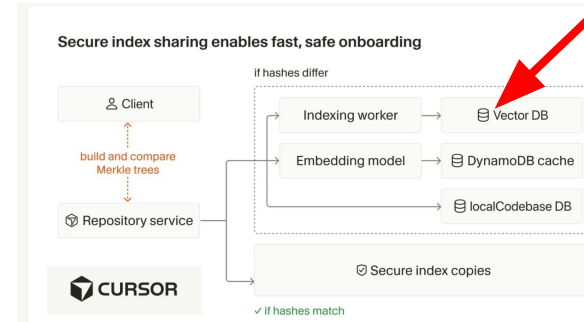 Secure index sharing enables fast, safe onboarding
if hashes differ
Client
Indexing worker
Vector DB
build and compare
Merkle trees
Embedding model
DynamoDB cache
Repository service
localCodebase DB
Secure index copies
CURSOR
✓ if hashes match